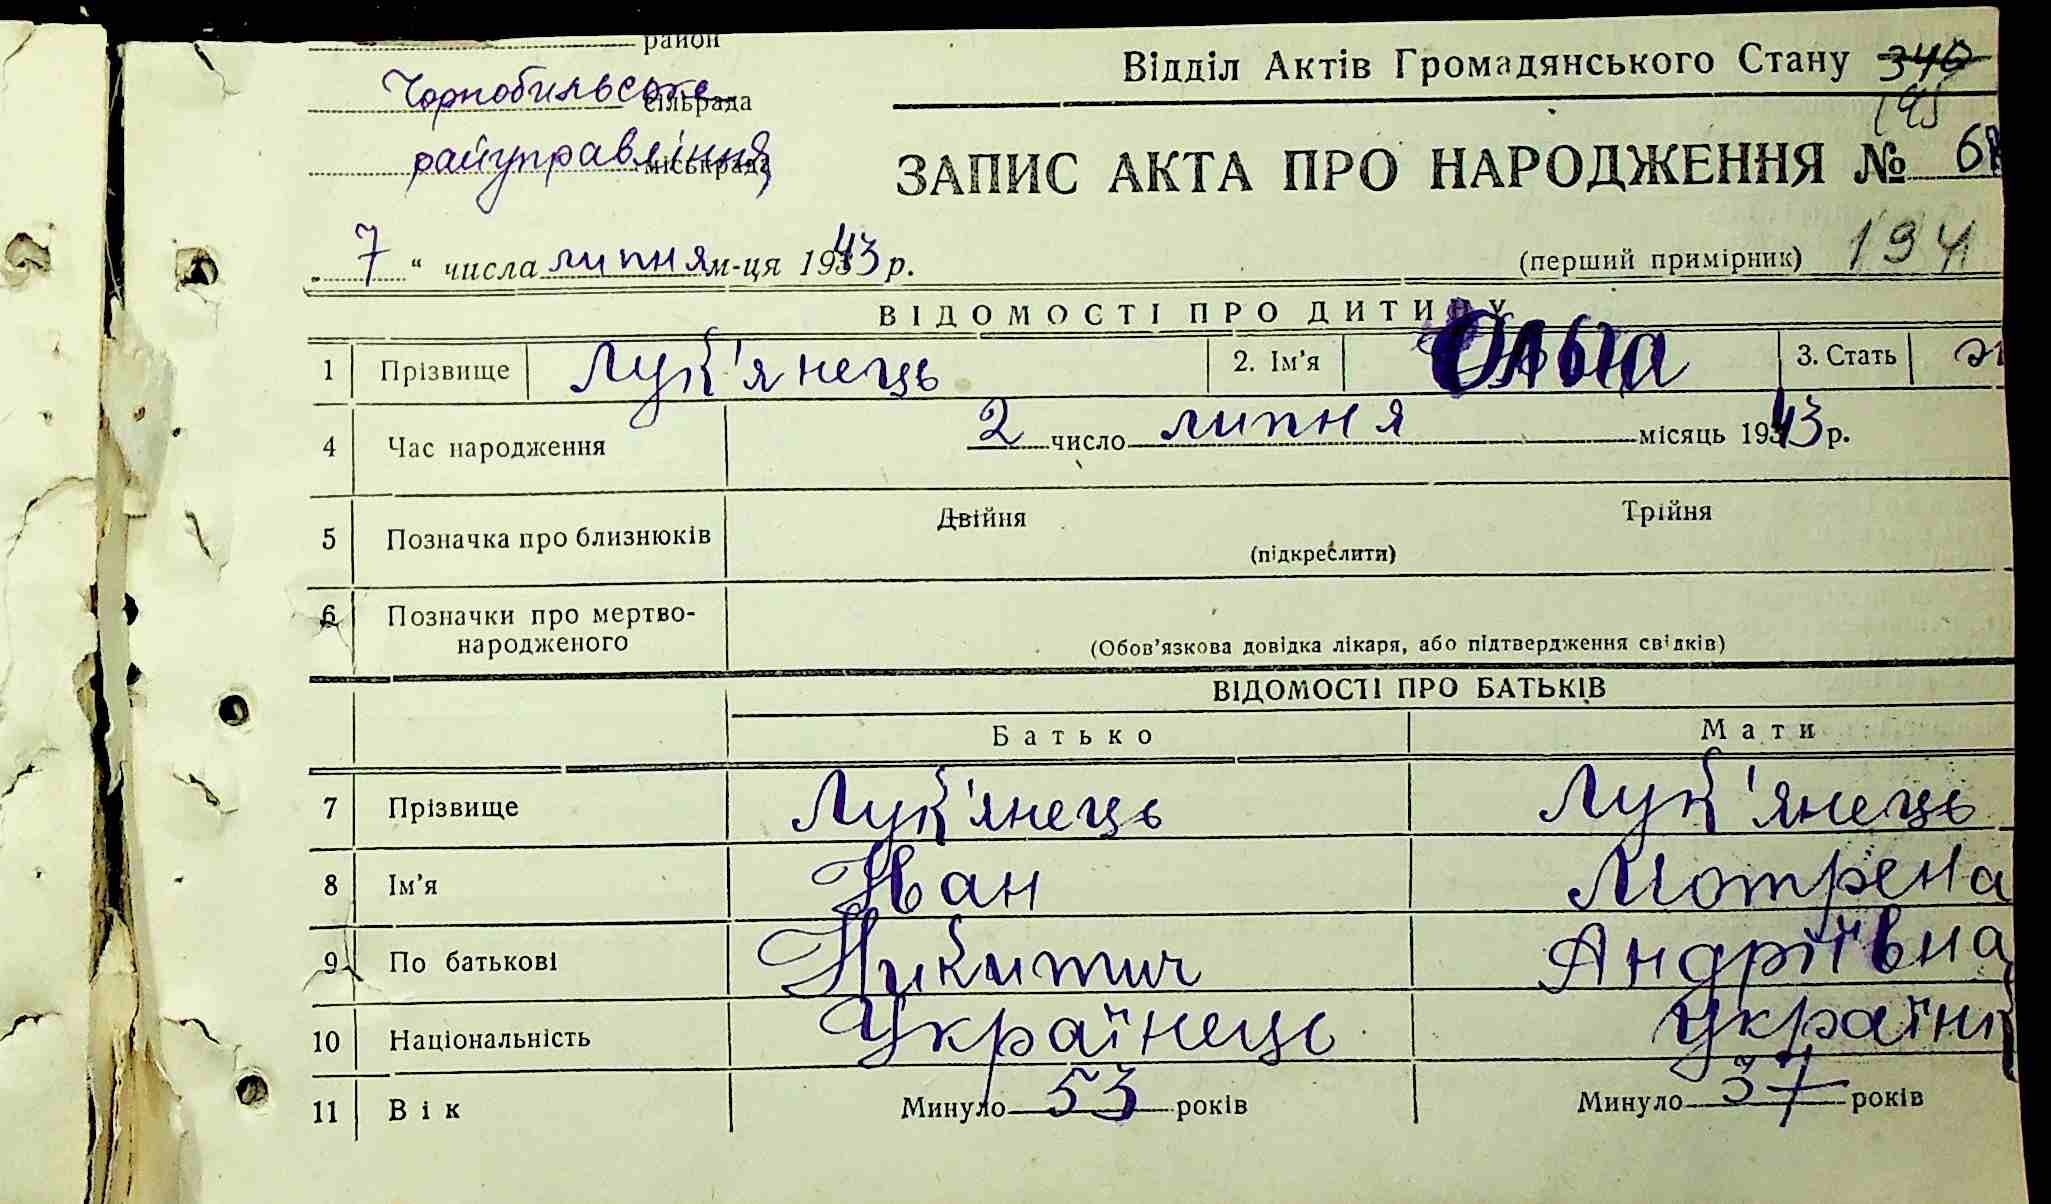 район
Відділ Актів Громадянського Стану 340
Чорнобильське сільрада
195
райуправління міськрада
ЗАПИС АКТА ПРО НАРОДЖЕННЯ №
„ 7 “ числа липня м-ця 1943 р.
(перший примірник) 194
ВІДОМОСТІ ПРО ДИТИНУ
1 Прізвище Лук'янець 2. Ім'я Ольга 3. Стать ж
4 Час народження 2 число липня місяць 1943 р.
5 Позначка про близнюків Двійня Трійня
(підкреслити)
6 Позначки про мертво-
народженого
(Обов'язкова довідка лікаря, або підтвердження свідків)
ВІДОМОСТІ ПРО БАТЬКІВ
Батько Мати
7 Прізвище Лук'янець Лук'янець
8 Ім'я Іван Мотрена
9 По батькові Никитич Андріївна
10 Національність Українець Українк
11 Вік Минуло 53 років Минуло 37 років